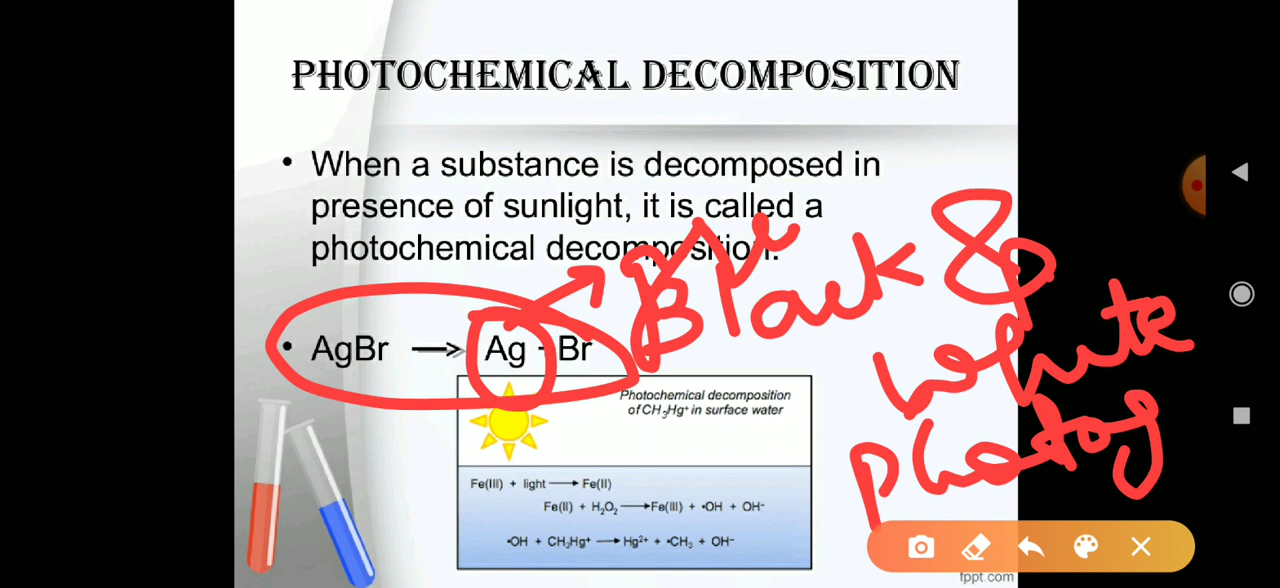 PHOTOCHEMICAL DECOMPOSITION
• When a substance is decomposed in
presence of sunlight, it is called a
photochemical decomposition.
• AgBr → Ag + Br
Black &
white
photog
Photochemical decomposition
of CH₃Hg⁺ in surface water
Fe(III) + light → Fe(II)
Fe(II) + H₂O₂ → Fe(III) + •OH + OH⁻
•OH + CH₃Hg⁺ → Hg²⁺ + •CH₃ + OH⁻
fppt.com